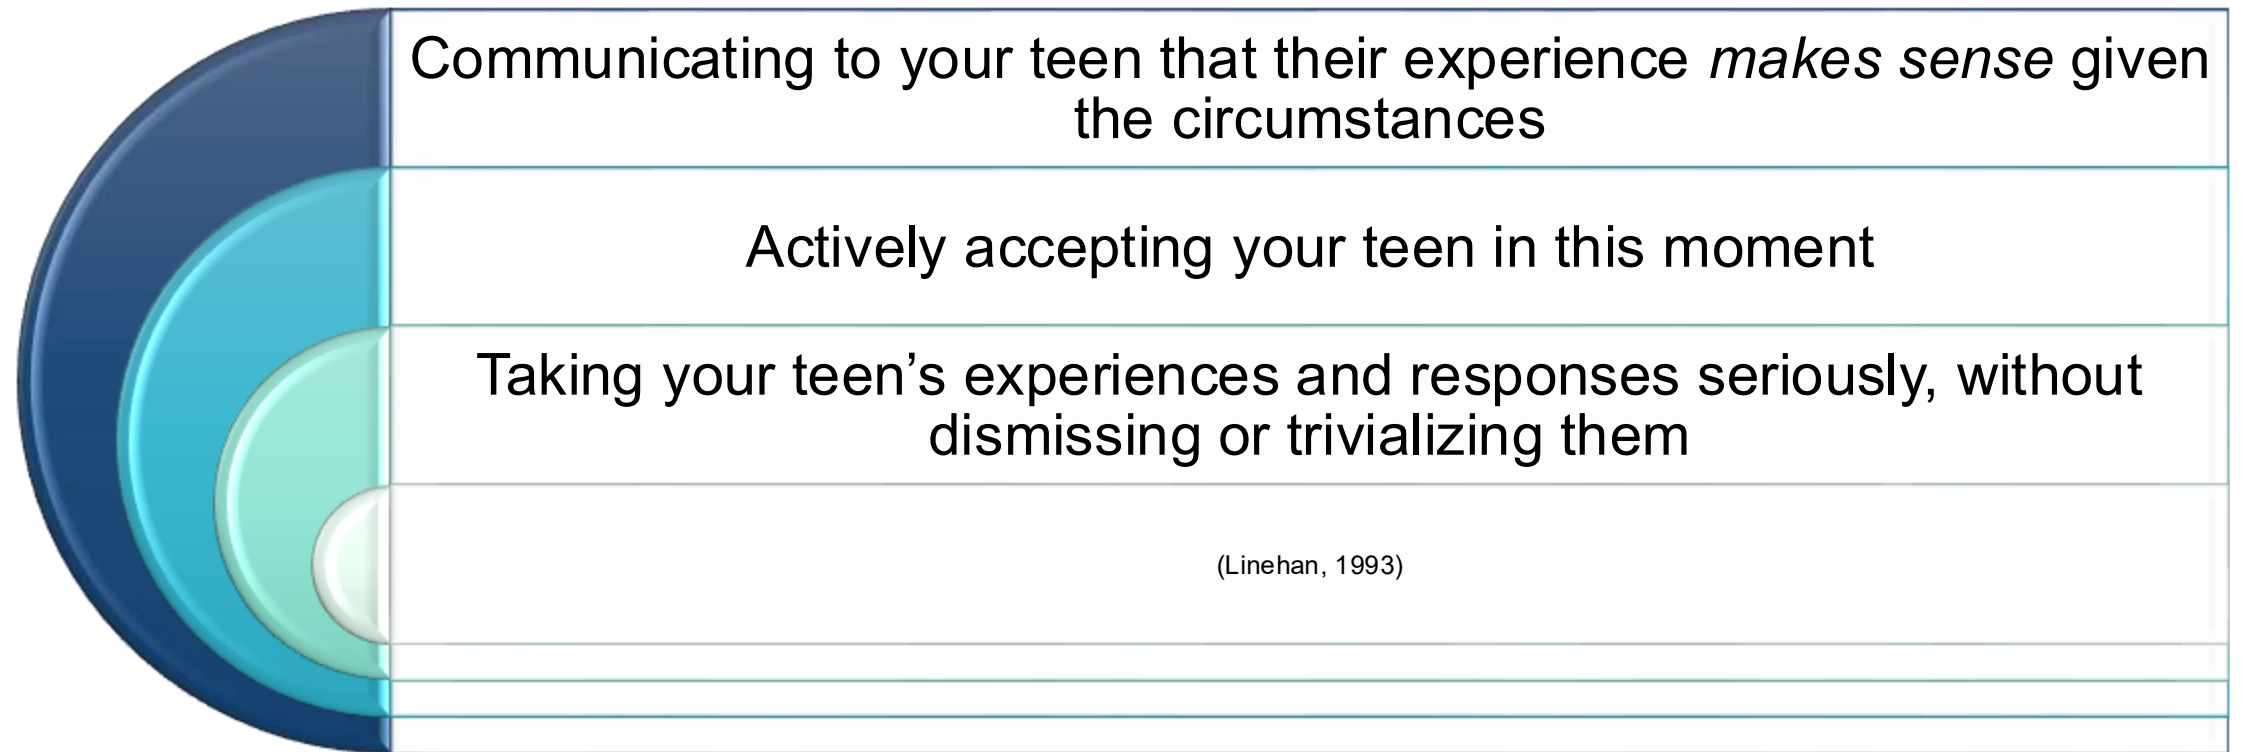 Communicating to your teen that their experience makes sense given
the circumstances
Actively accepting your teen in this moment
Taking your teen’s experiences and responses seriously, without
dismissing or trivializing them
(Linehan, 1993)